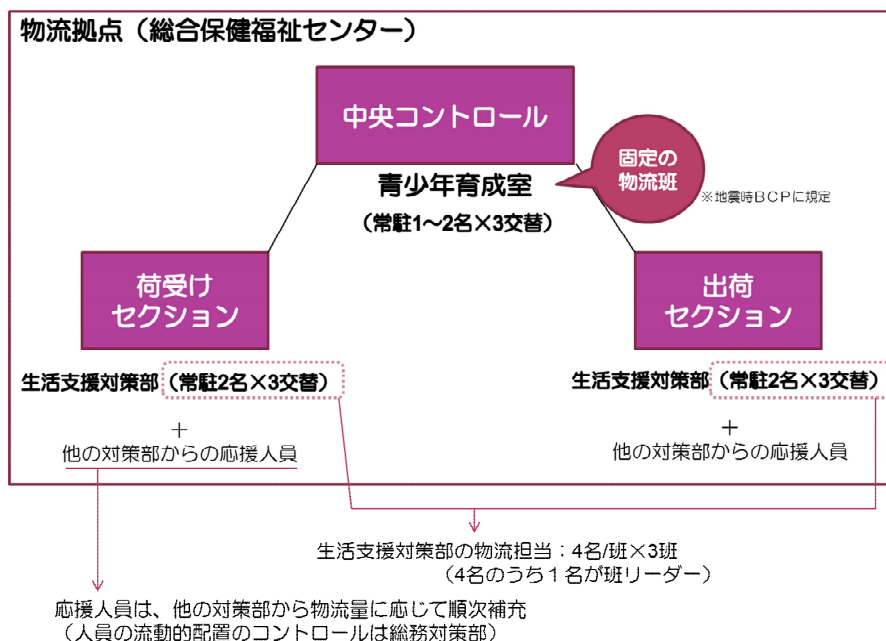 物流拠点（総合保健福祉センター）
中央コントロール
固定の
物流班
※地震時BCPに規定
青少年育成室
（常駐1～2名×3交替）
荷受け
セクション
出荷
セクション
生活支援対策部（常駐2名×3交替）
生活支援対策部（常駐2名×3交替）
＋
他の対策部からの応援人員
＋
他の対策部からの応援人員
生活支援対策部の物流担当：4名/班×3班
（4名のうち１名が班リーダー）
応援人員は、他の対策部から物流量に応じて順次補充
（人員の流動的配置のコントロールは総務対策部）